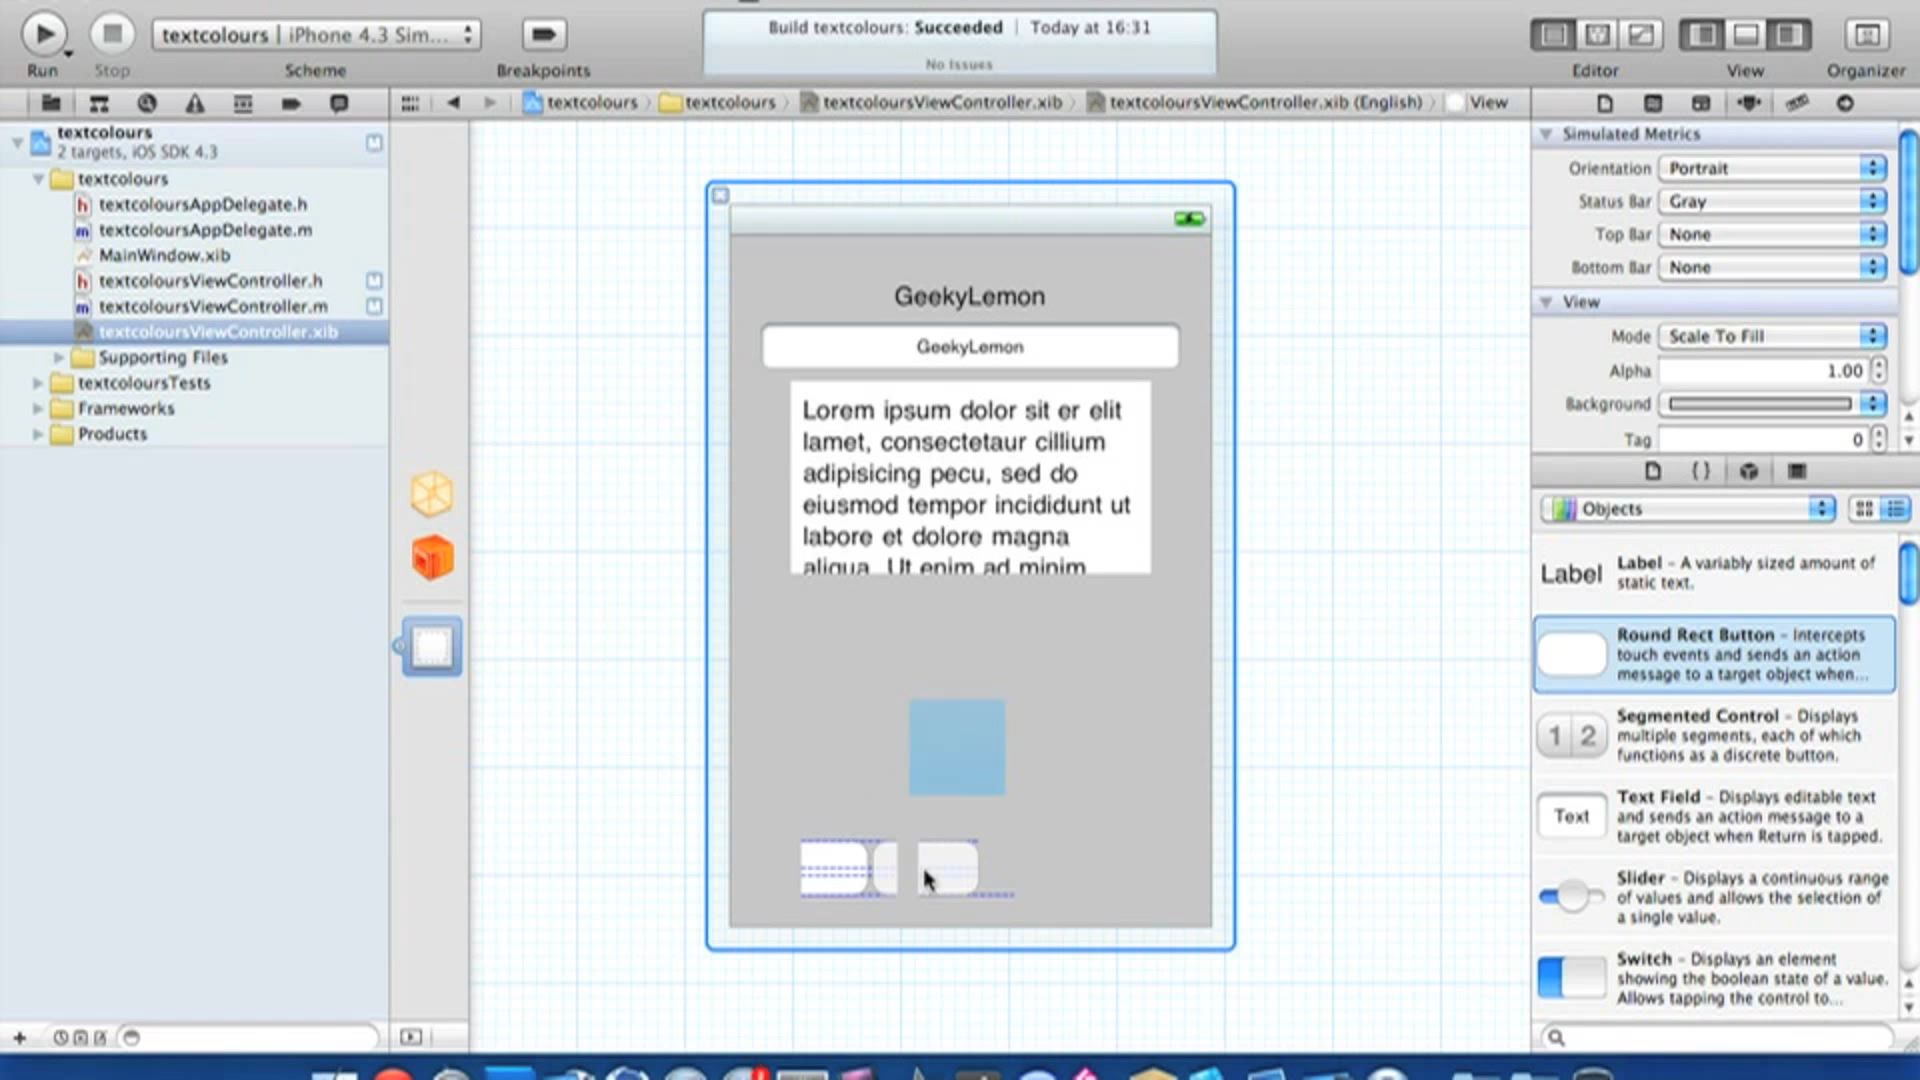 Build textcolours: Succeeded | Today at 16:31
No Issues
textcolours | iPhone 4.3 Sim...
Run
Stop
Scheme
Breakpoints
Editor
View
Organizer
textcolours
textcolours
textcoloursViewController.xib
textcoloursViewController.xib (English)
View
textcolours
2 targets, iOS SDK 4.3
textcolours
textcoloursAppDelegate.h
textcoloursAppDelegate.m
MainWindow.xib
textcoloursViewController.h
textcoloursViewController.m
textcoloursViewController.xib
Supporting Files
textcoloursTests
Frameworks
Products
GeekyLemon
GeekyLemon
Lorem ipsum dolor sit er elit
lamet, consectetaur cillium
adipisicing pecu, sed do
eiusmod tempor incididunt ut
labore et dolore magna
aliqua. Ut enim ad minim
Simulated Metrics
Orientation Portrait
Status Bar Gray
Top Bar None
Bottom Bar None
View
Mode Scale To Fill
Alpha 1.00
Background
Tag 0
Objects
Label
Label - A variably sized amount of
static text.
Round Rect Button - Intercepts
touch events and sends an action
message to a target object when...
1 2
Segmented Control - Displays
multiple segments, each of which
functions as a discrete button.
Text
Text Field - Displays editable text
and sends an action message to a
target object when Return is tapped.
Slider - Displays a continuous range
of values and allows the selection of
a single value.
Switch - Displays an element
showing the boolean state of a value.
Allows tapping the control to...